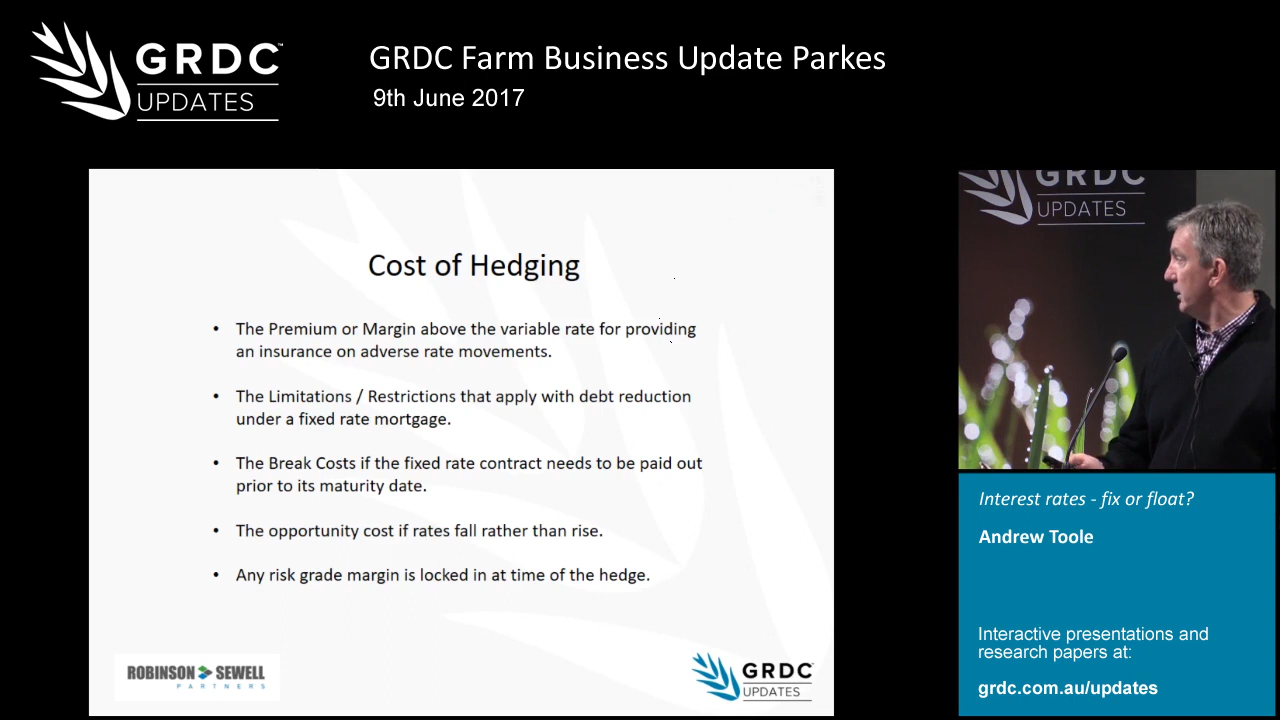 GRDC™
UPDATES
GRDC Farm Business Update Parkes
9th June 2017
Cost of Hedging
• The Premium or Margin above the variable rate for providing
an insurance on adverse rate movements.
• The Limitations / Restrictions that apply with debt reduction
under a fixed rate mortgage.
• The Break Costs if the fixed rate contract needs to be paid out
prior to its maturity date.
• The opportunity cost if rates fall rather than rise.
• Any risk grade margin is locked in at time of the hedge.
ROBINSON SEWELL
PARTNERS
GRDC
UPDATES
GRDC
UPDATES
Interest rates - fix or float?
Andrew Toole
Interactive presentations and
research papers at:
grdc.com.au/updates